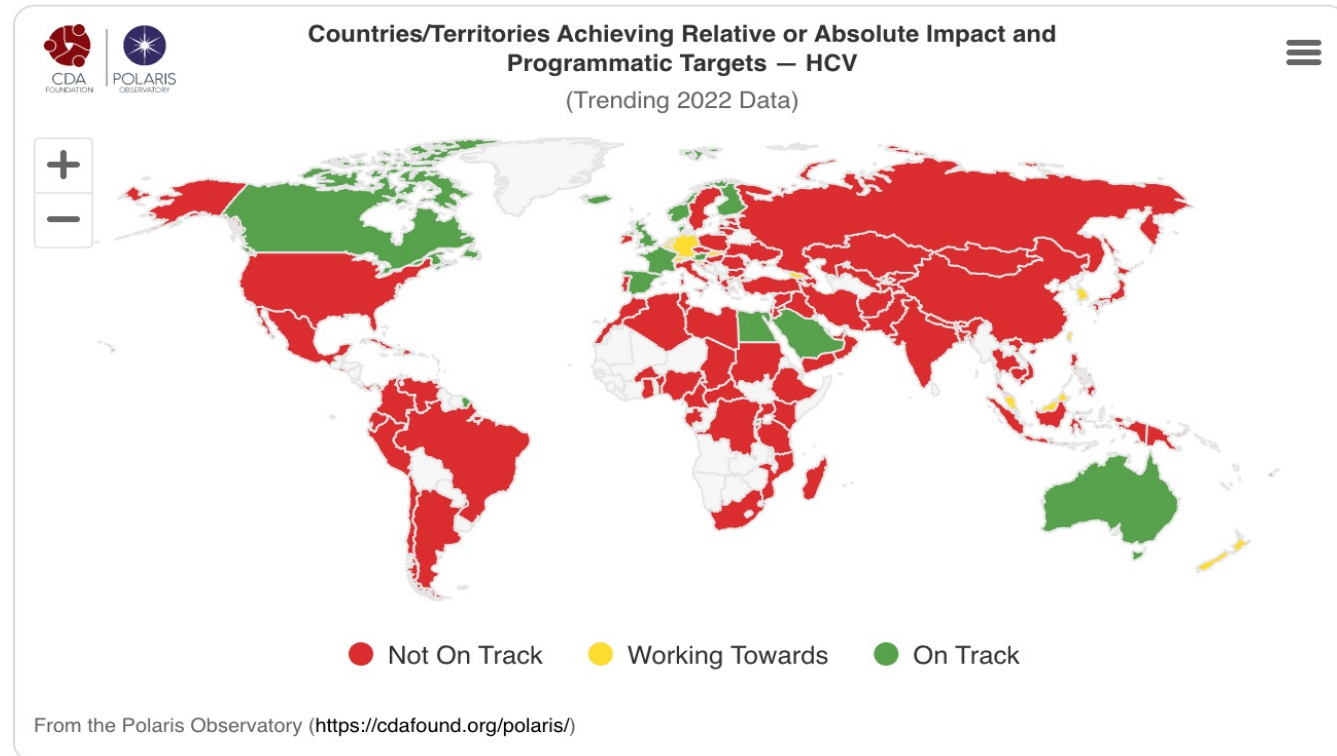 CDA
FOUNDATION
POLARIS
OBSERVATORY
Countries/Territories Achieving Relative or Absolute Impact and
Programmatic Targets — HCV
(Trending 2022 Data)
Not On Track
Working Towards
On Track
From the Polaris Observatory (https://cdafound.org/polaris/)